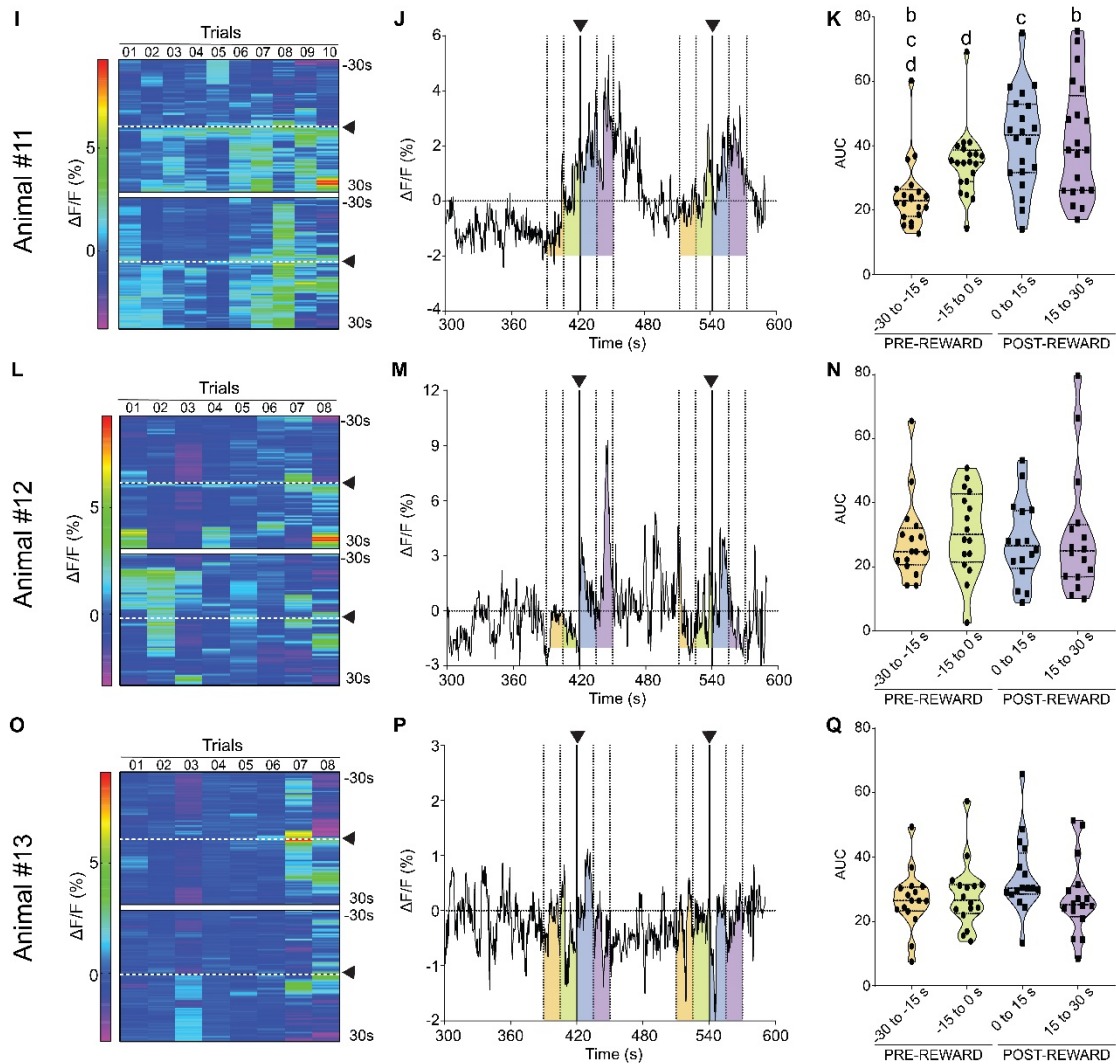 I
Trials
01 02 03 04 05 06 07 08 09 10
-30s
30s
-30s
30s
5
0
ΔF/F (%)
Animal #11
J
6
4
2
0
-2
-4
ΔF/F (%)
300 360 420 480 540 600
Time (s)
K
b
c
d
d
c
b
80
60
40
20
0
AUC
-30 to -15 s
-15 to 0 s
0 to 15 s
15 to 30 s
PRE-REWARD POST-REWARD
L
Trials
01 02 03 04 05 06 07 08
-30s
30s
-30s
30s
5
0
ΔF/F (%)
Animal #12
M
12
9
6
3
0
-3
ΔF/F (%)
300 360 420 480 540 600
Time (s)
N
80
60
40
20
0
AUC
-30 to -15 s
-15 to 0 s
0 to 15 s
15 to 30 s
PRE-REWARD POST-REWARD
O
Trials
01 02 03 04 05 06 07 08
-30s
30s
-30s
30s
5
0
ΔF/F (%)
Animal #13
P
3
2
1
0
-1
-2
ΔF/F (%)
300 360 420 480 540 600
Time (s)
Q
80
60
40
20
0
AUC
-30 to -15 s
-15 to 0 s
0 to 15 s
15 to 30 s
PRE-REWARD POST-REWARD